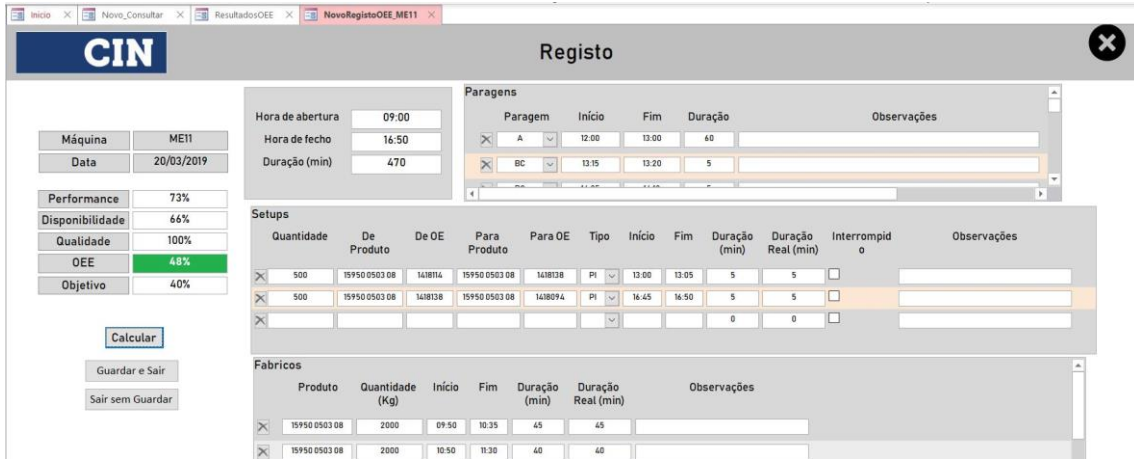 Inicio Novo_Consultar ResultadosOEE NovoRegistoOEE_ME11
CIN Registo
Máquina ME11
Data 20/03/2019
Performance 73%
Disponibilidade 66%
Qualidade 100%
OEE 48%
Objetivo 40%
Calcular
Guardar e Sair
Sair sem Guardar
Hora de abertura 09:00
Hora de fecho 16:50
Duração (min) 470
Paragens
Paragem Início Fim Duração Observações
A 12:00 13:00 60
BC 13:15 13:20 5
Setups
Quantidade De Produto De OE Para Produto Para OE Tipo Início Fim Duração (min) Duração Real (min) Interrompido Observações
500 15950 0503 08 1418114 15950 0503 08 1418138 PI 13:00 13:05 5 5
500 15950 0503 08 1418138 15950 0503 08 1418094 PI 16:45 16:50 5 5
0 0
Fabricos
Produto Quantidade (Kg) Início Fim Duração (min) Duração Real (min) Observações
15950 0503 08 2000 09:50 10:35 45 45
15950 0503 08 2000 10:50 11:30 40 40